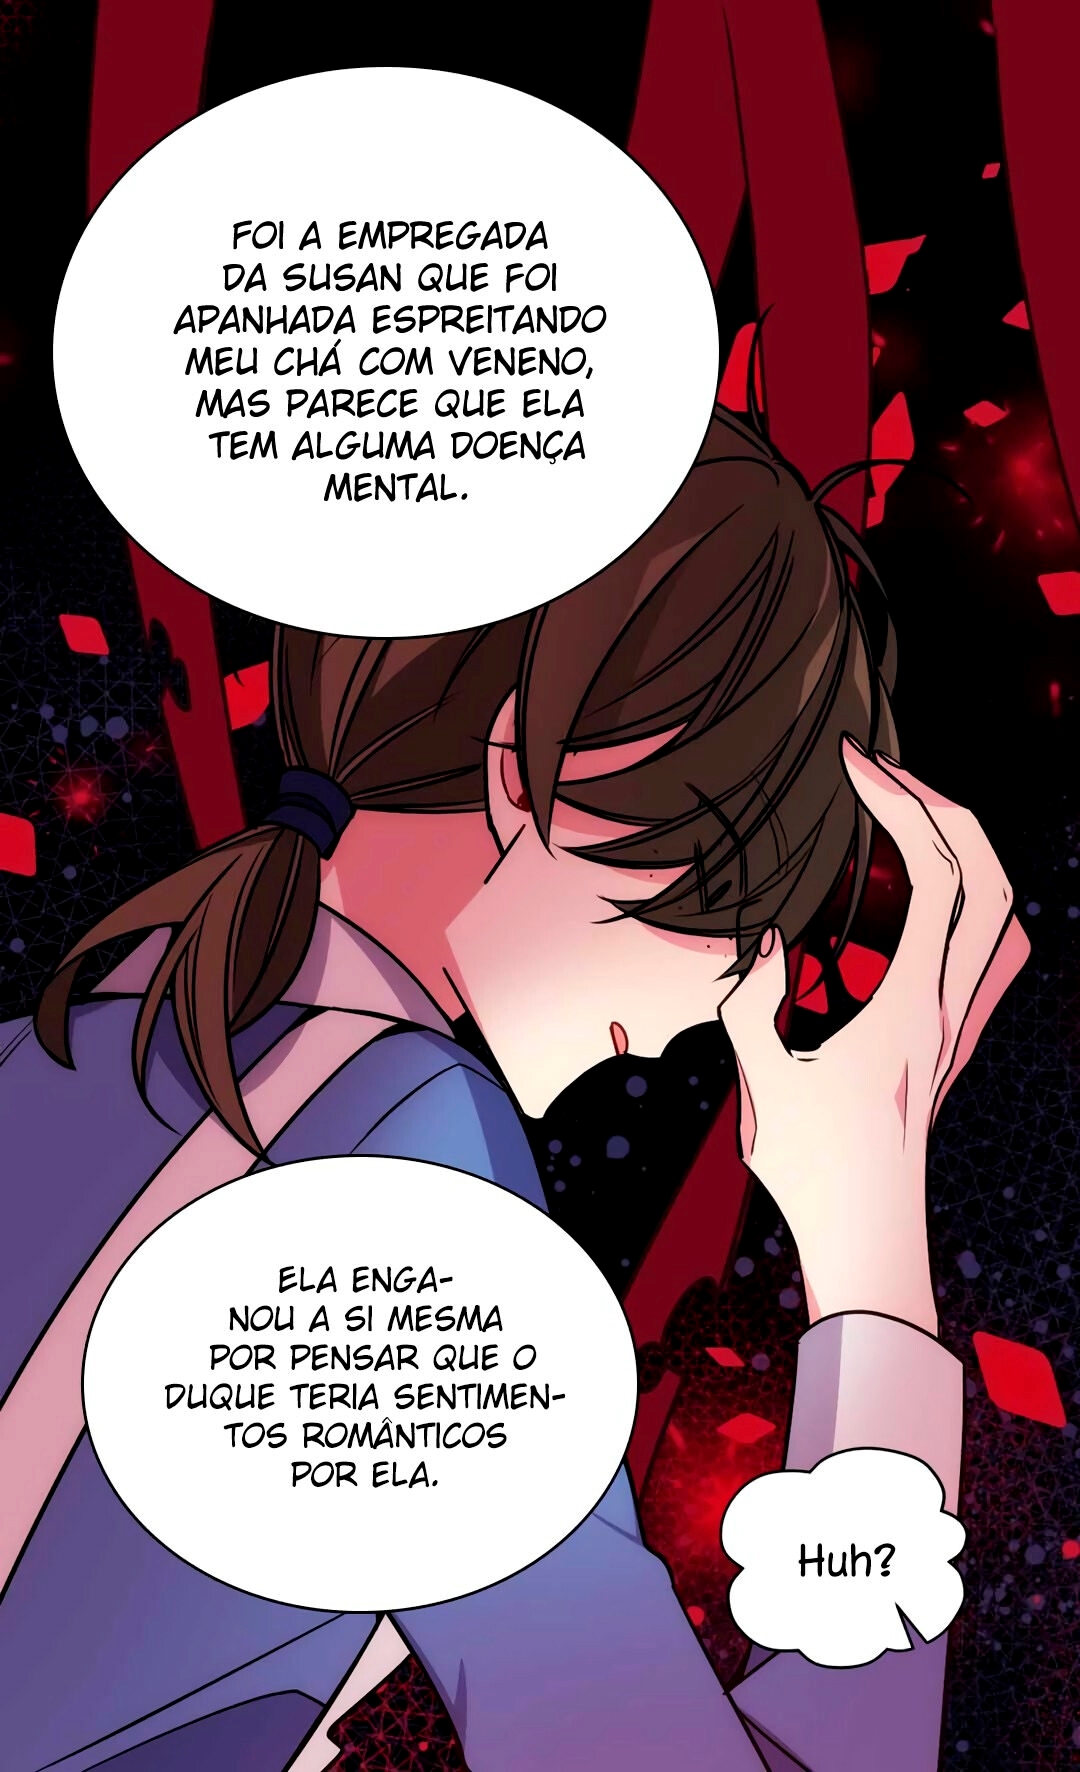 FOI A EMPREGADA
DA SUSAN QUE FOI
APANHADA ESPREITANDO
MEU CHÁ COM VENENO,
MAS PARECE QUE ELA
TEM ALGUMA DOENÇA
MENTAL.
ELA ENGA-
NOU A SI MESMA
POR PENSAR QUE O
DUQUE TERIA SENTIMEN-
TOS ROMÂNTICOS
POR ELA.
Huh?